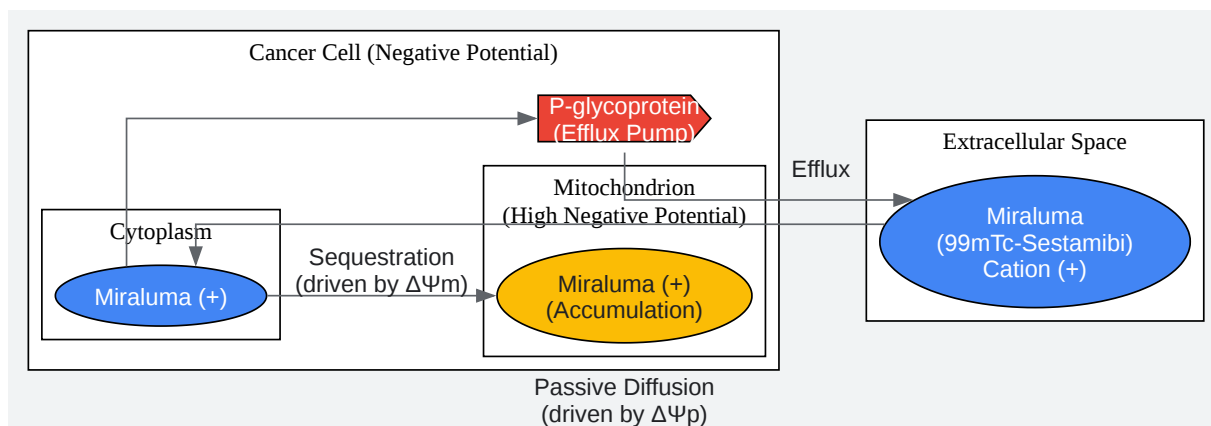 Cancer Cell (Negative Potential)
P-glycoprotein
(Efflux Pump)
Extracellular Space
Efflux
Mitochondrion
(High Negative Potential)
Miraluma
(99mTc-Sestamibi)
Cation (+)
Cytoplasm
Sequestration
(driven by ΔΨm)
Miraluma (+)
Miraluma (+)
(Accumulation)
Passive Diffusion
(driven by ΔΨp)